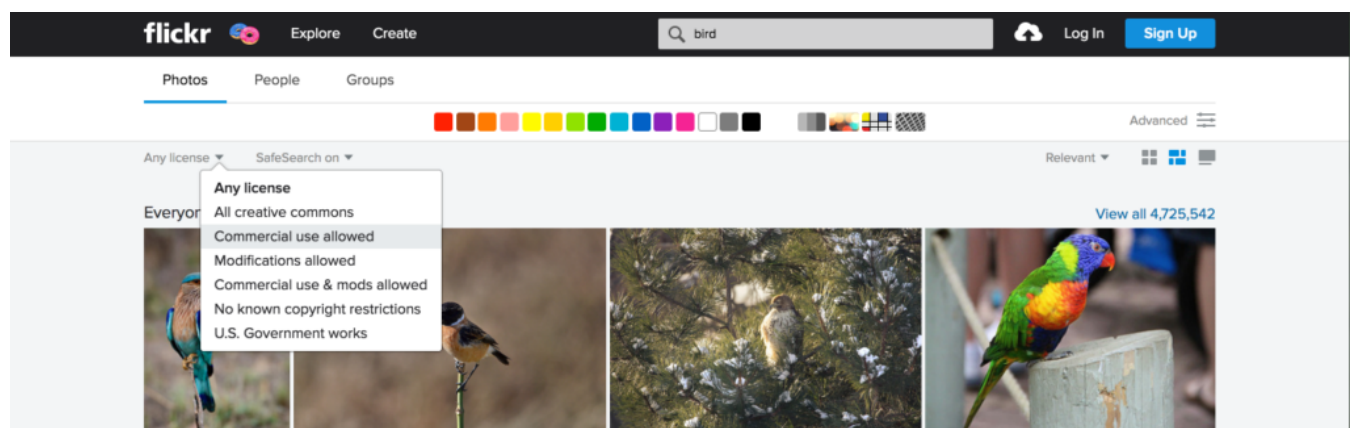 flickr Explore Create bird Log In Sign Up
Photos People Groups
Advanced
Any license SafeSearch on Relevant
Any license
Everyor All creative commons View all 4,725,542
Commercial use allowed
Modifications allowed
Commercial use & mods allowed
No known copyright restrictions
U.S. Government works